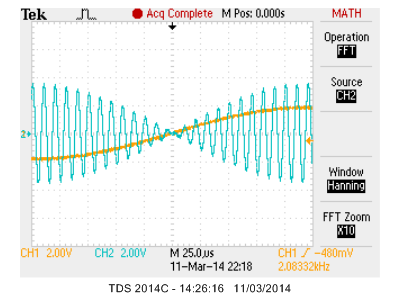 Tek Acq Complete M Pos: 0.000s MATH
Operation
FFT
Source
CH2
2
Window
Hanning
FFT Zoom
X10
CH1 2.00V CH2 2.00V M 25.0µs CH1 -480mV
11-Mar-14 22:18 2.08332kHz
TDS 2014C - 14:26:16 11/03/2014